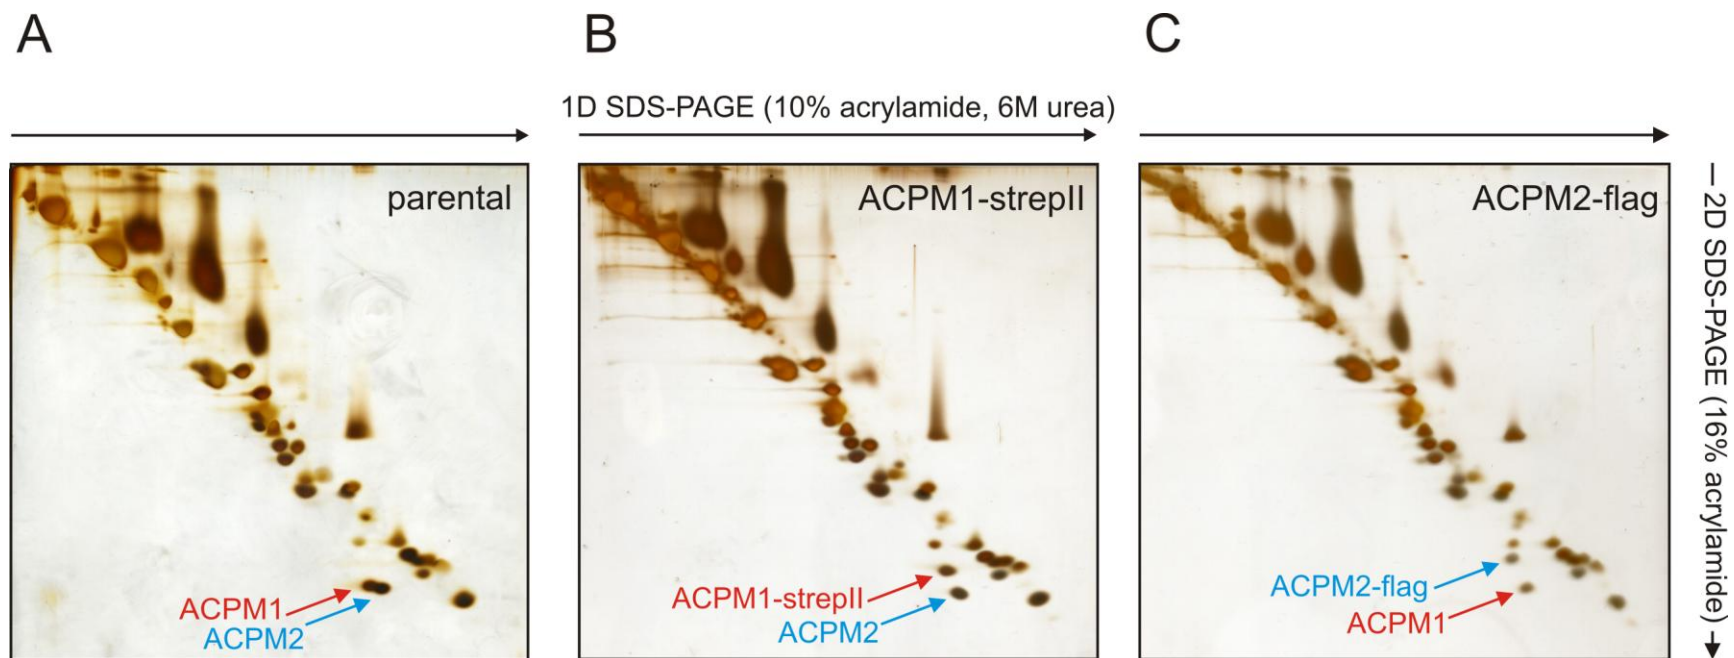 A
B
C
1D SDS-PAGE (10% acrylamide, 6M urea)
parental
ACPM1-strepII
ACPM2-flag
2D SDS-PAGE (16% acrylamide)
ACPM1
ACPM2
ACPM1-strepII
ACPM2
ACPM2-flag
ACPM1